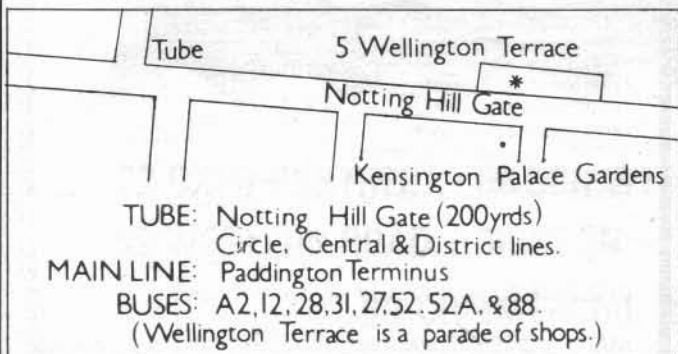 Tube
5 Wellington Terrace
*
Notting Hill Gate
Kensington Palace Gardens
TUBE: Notting Hill Gate (200yrds)
Circle, Central & District lines.
MAIN LINE: Paddington Terminus
BUSES: A2, 12, 28, 31, 27, 52. 52A, & 88.
(Wellington Terrace is a parade of shops.)